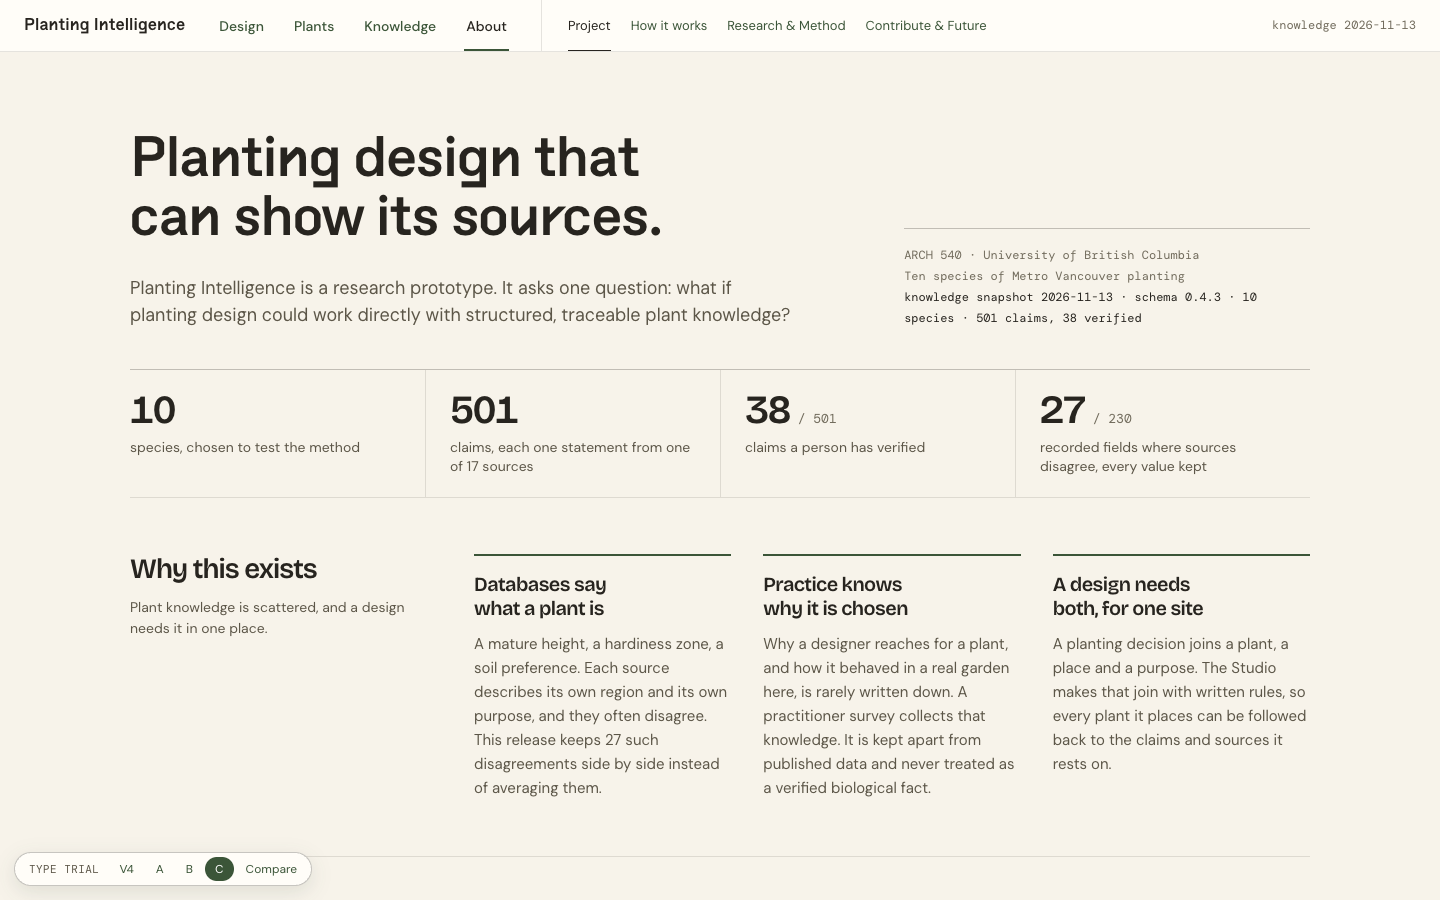 Planting Intelligence
Design
Plants
Knowledge
About
Project
How it works
Research & Method
Contribute & Future
knowledge 2026-11-13
Planting design that
can show its sources.
Planting Intelligence is a research prototype. It asks one question: what if
planting design could work directly with structured, traceable plant knowledge?
ARCH 540 · University of British Columbia
Ten species of Metro Vancouver planting
knowledge snapshot 2026-11-13 · schema 0.4.3 · 10
species · 501 claims, 38 verified
10
species, chosen to test the method
501
claims, each one statement from one
of 17 sources
38 / 501
claims a person has verified
27 / 230
recorded fields where sources
disagree, every value kept
Why this exists
Plant knowledge is scattered, and a design
needs it in one place.
Databases say
what a plant is
A mature height, a hardiness zone, a
soil preference. Each source
describes its own region and its own
purpose, and they often disagree.
This release keeps 27 such
disagreements side by side instead
of averaging them.
Practice knows
why it is chosen
Why a designer reaches for a plant,
and how it behaved in a real garden
here, is rarely written down. A
practitioner survey collects that
knowledge. It is kept apart from
published data and never treated as
a verified biological fact.
A design needs
both, for one site
A planting decision joins a plant, a
place and a purpose. The Studio
makes that join with written rules, so
every plant it places can be followed
back to the claims and sources it
rests on.
TYPE TRIAL
V4
A
B
C
Compare